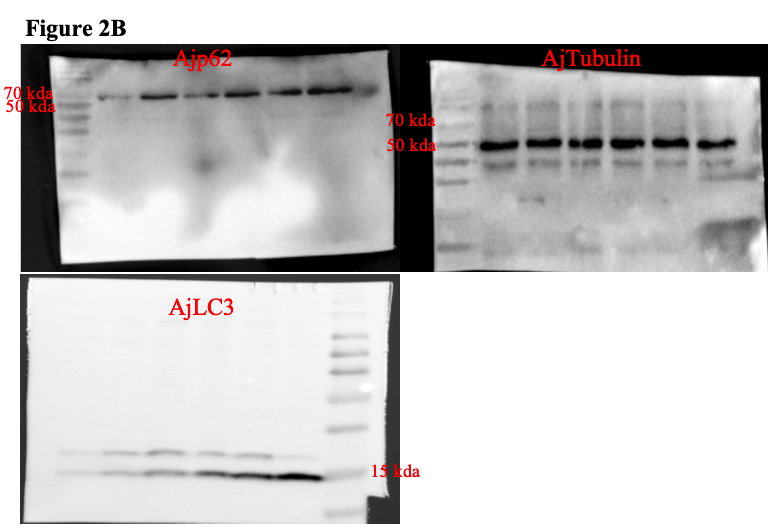 Figure 2B
Ajp62
70 kda
50 kda
AjTubulin
70 kda
50 kda
AjLC3
15 kda